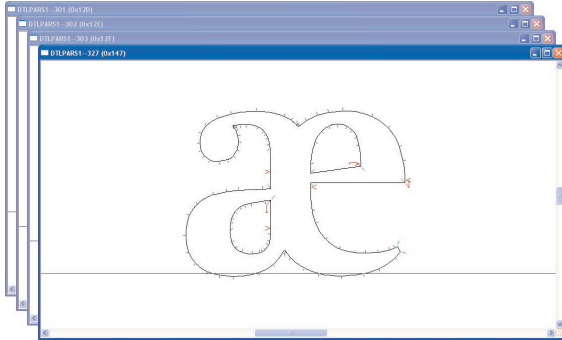 DTLPARS1--301 (0x12D)
DTLPARS1--302 (0x12E)
DTLPARS1--303 (0x12F)
DTLPARS1--327 (0x147)
æ